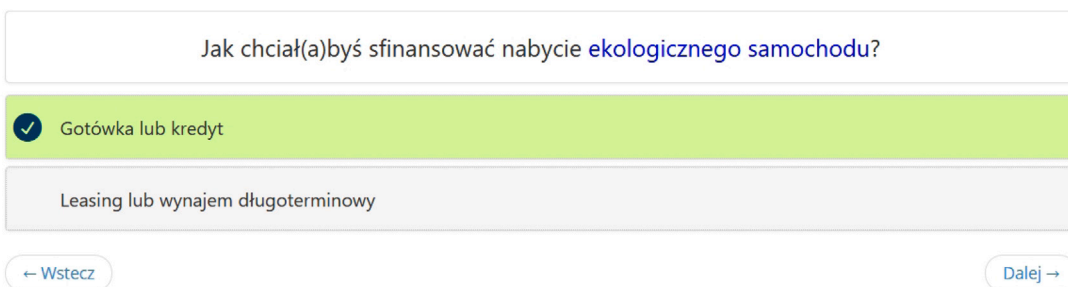 Jak chciał(a)byś sfinansować nabycie ekologicznego samochodu?
Gotówka lub kredyt
Leasing lub wynajem długoterminowy
← Wstecz
Dalej →